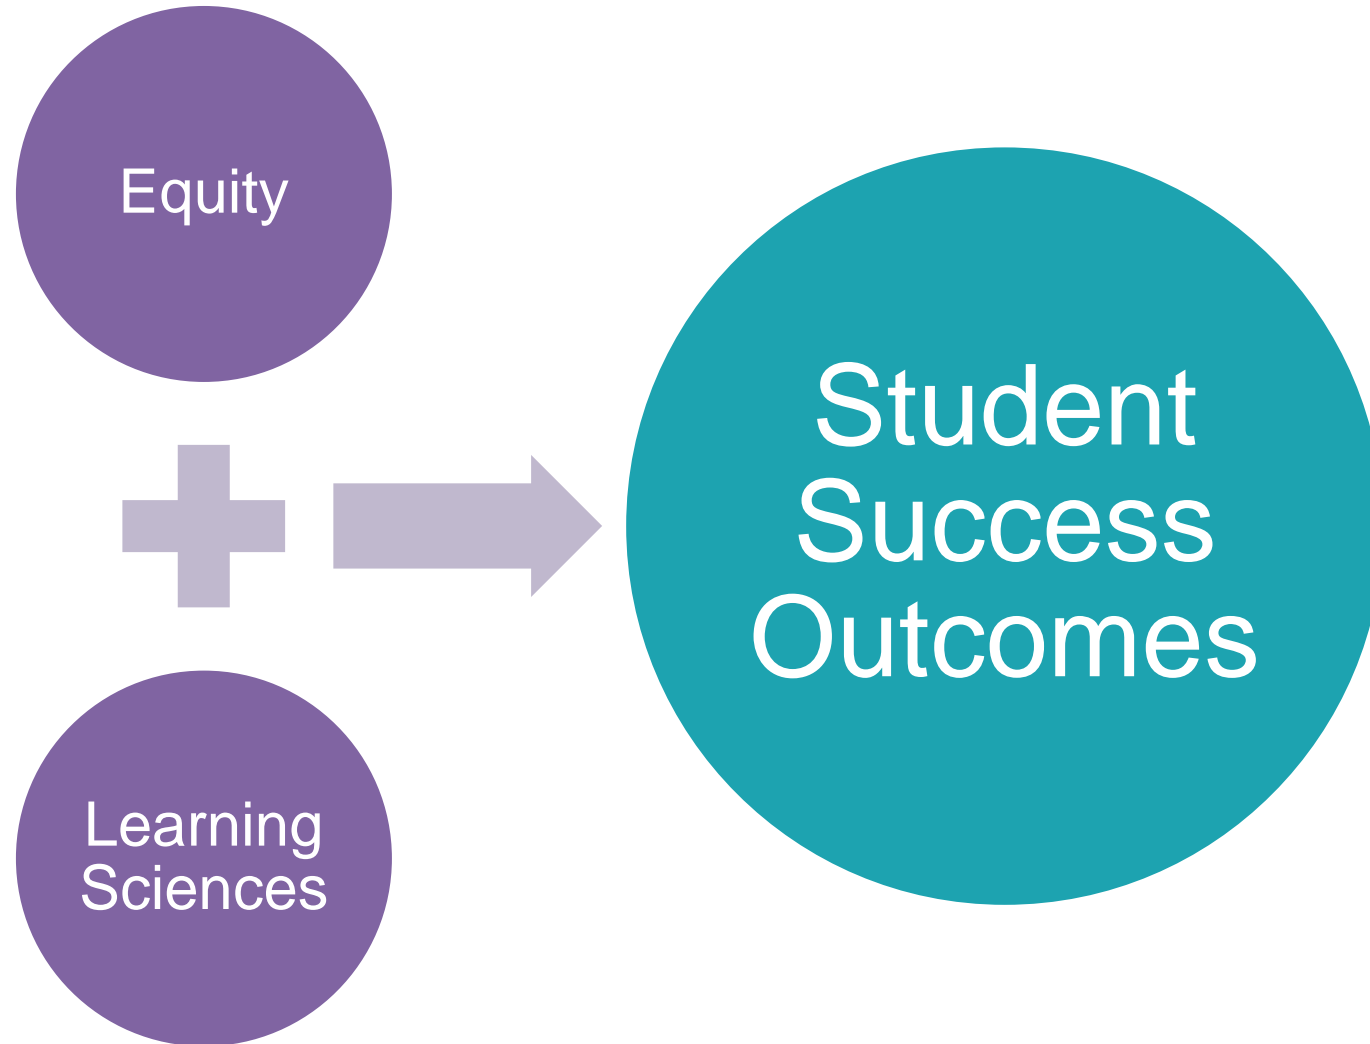 Equity
Learning
Sciences
Student
Success
Outcomes